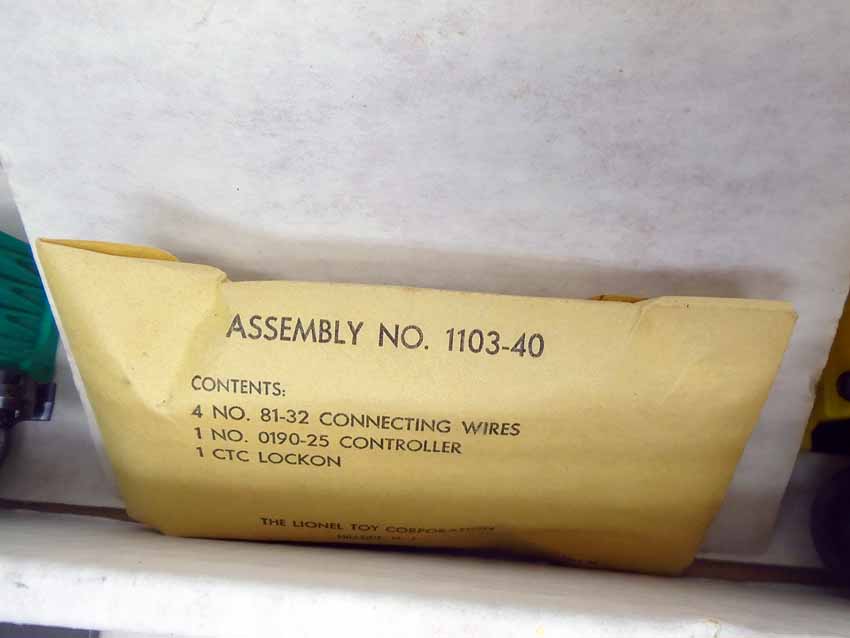 ASSEMBLY NO. 1103-40
CONTENTS:
4 NO. 81-32 CONNECTING WIRES
1 NO. 0190-25 CONTROLLER
1 CTC LOCKON
THE LIONEL TOY CORPORATION